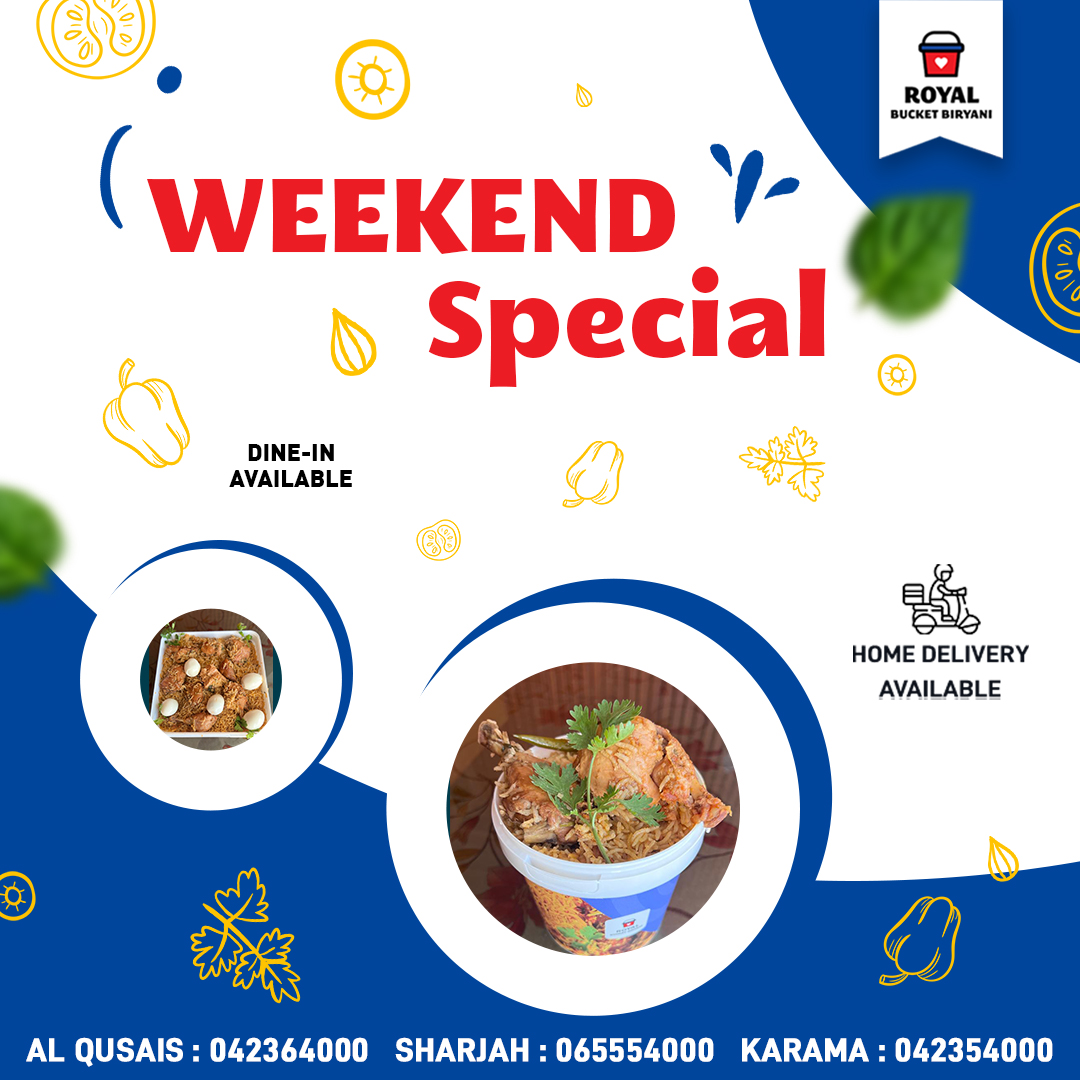 ROYAL
BUCKET BIRYANI
WEEKEND
Special
DINE-IN
AVAILABLE
HOME DELIVERY
AVAILABLE
AL QUSAIS : 042364000 SHARJAH : 065554000 KARAMA : 042354000